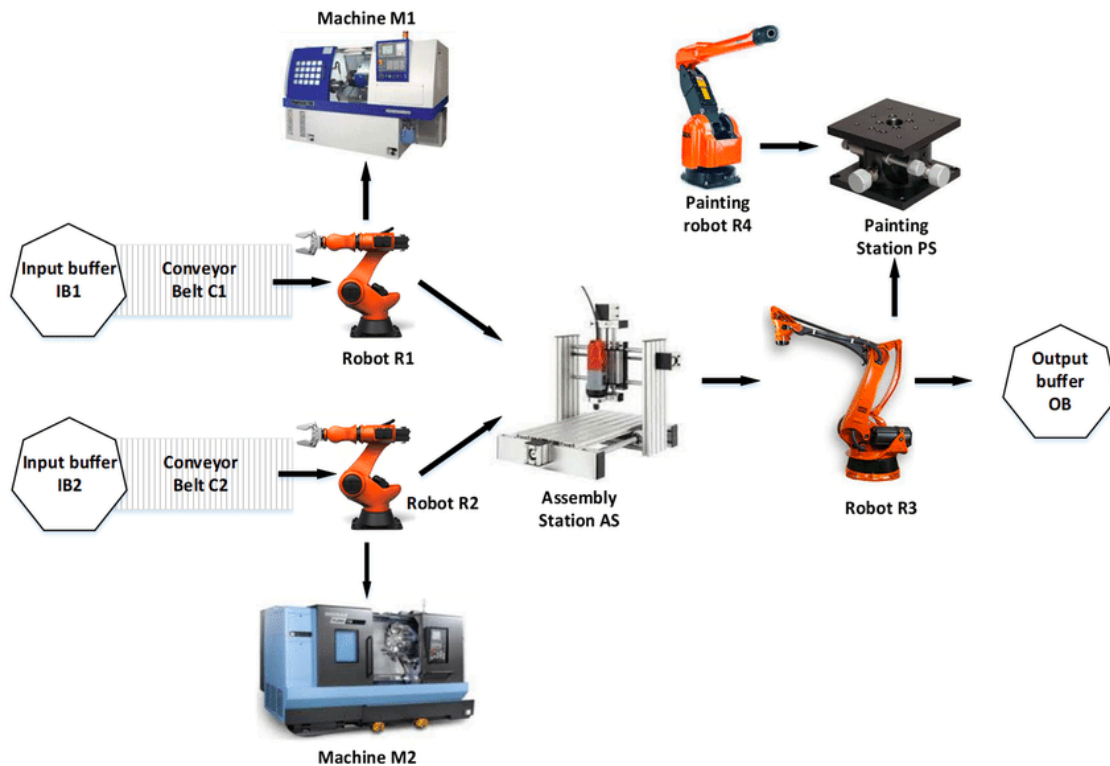 Machine M1
Input buffer
IB1
Conveyor
Belt C1
Robot R1
Painting
robot R4
Painting
Station PS
Input buffer
IB2
Conveyor
Belt C2
Robot R2
Assembly
Station AS
Robot R3
Output
buffer
OB
Machine M2